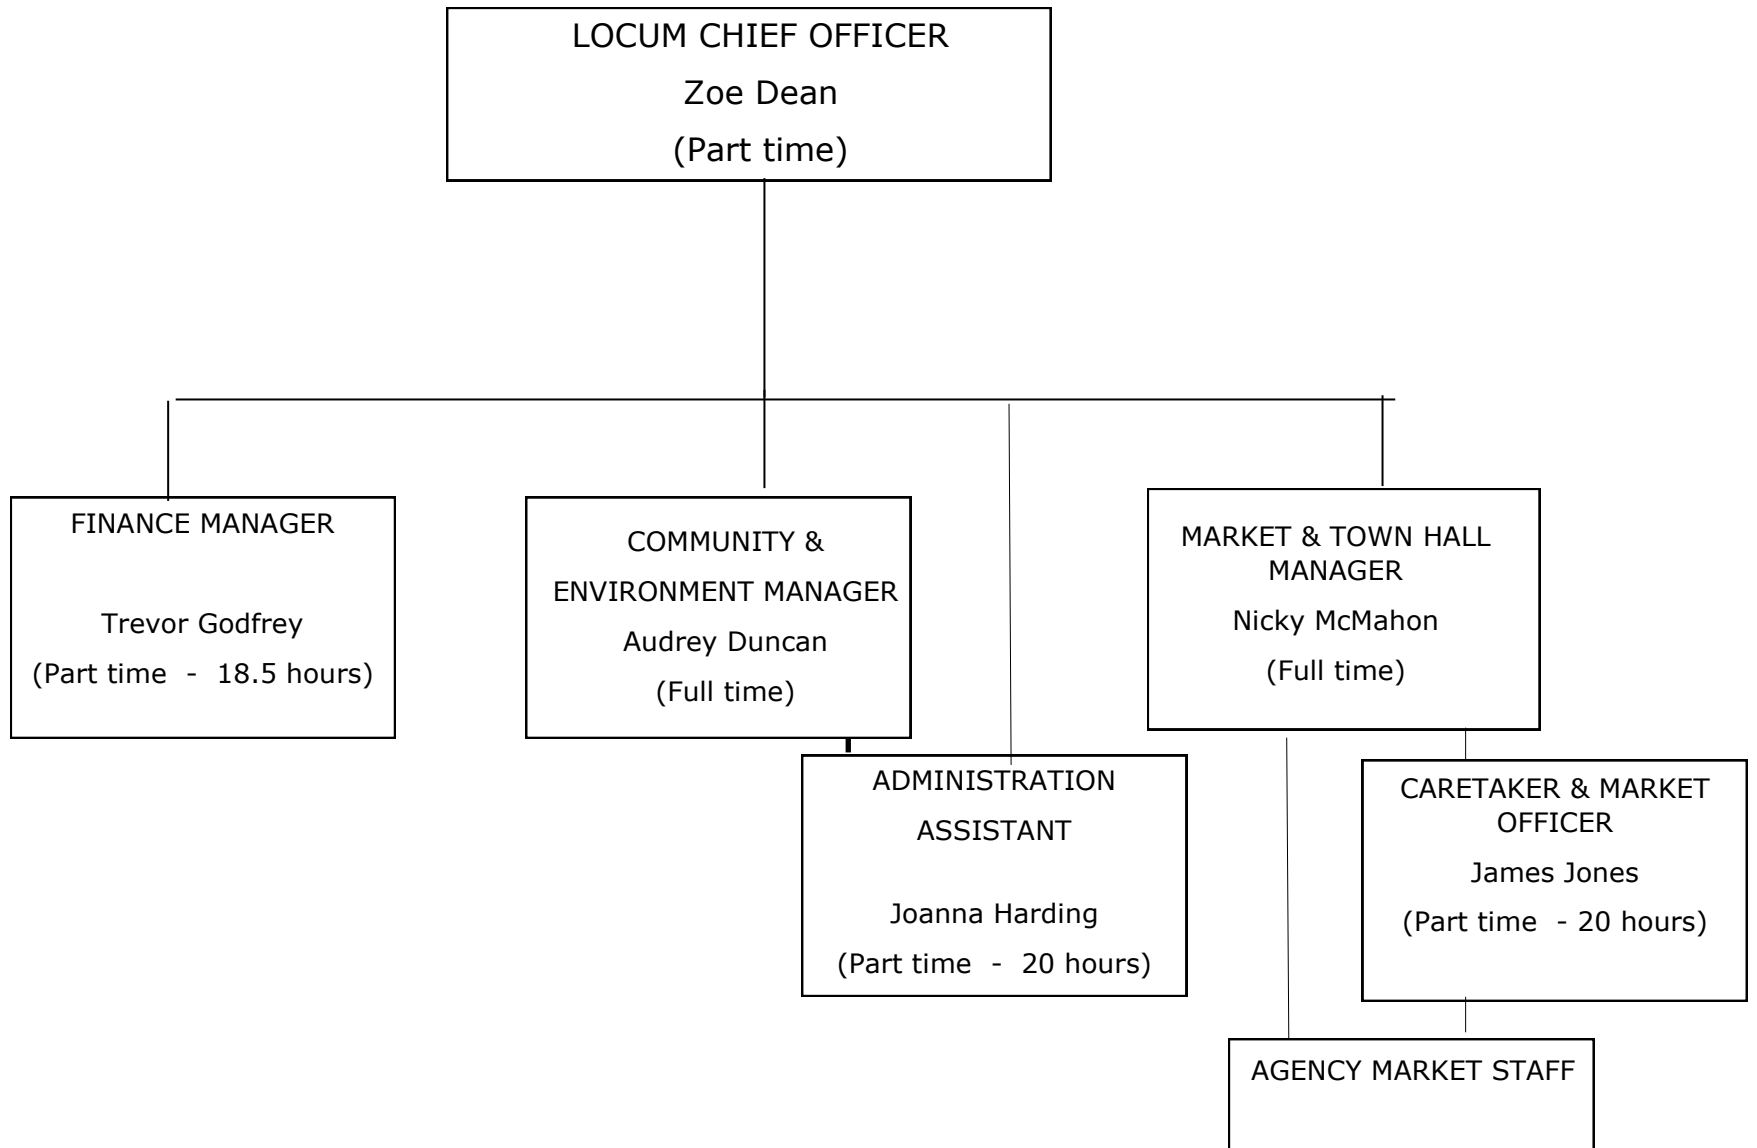 LOCUM CHIEF OFFICER
Zoe Dean
(Part time)
FINANCE MANAGER
Trevor Godfrey
(Part time  -  18.5 hours)
COMMUNITY &
ENVIRONMENT MANAGER
Audrey Duncan
(Full time)
MARKET & TOWN HALL
MANAGER
Nicky McMahon
(Full time)
ADMINISTRATION
ASSISTANT
Joanna Harding
(Part time  -  20 hours)
CARETAKER & MARKET
OFFICER
James Jones
(Part time  - 20 hours)
AGENCY MARKET STAFF